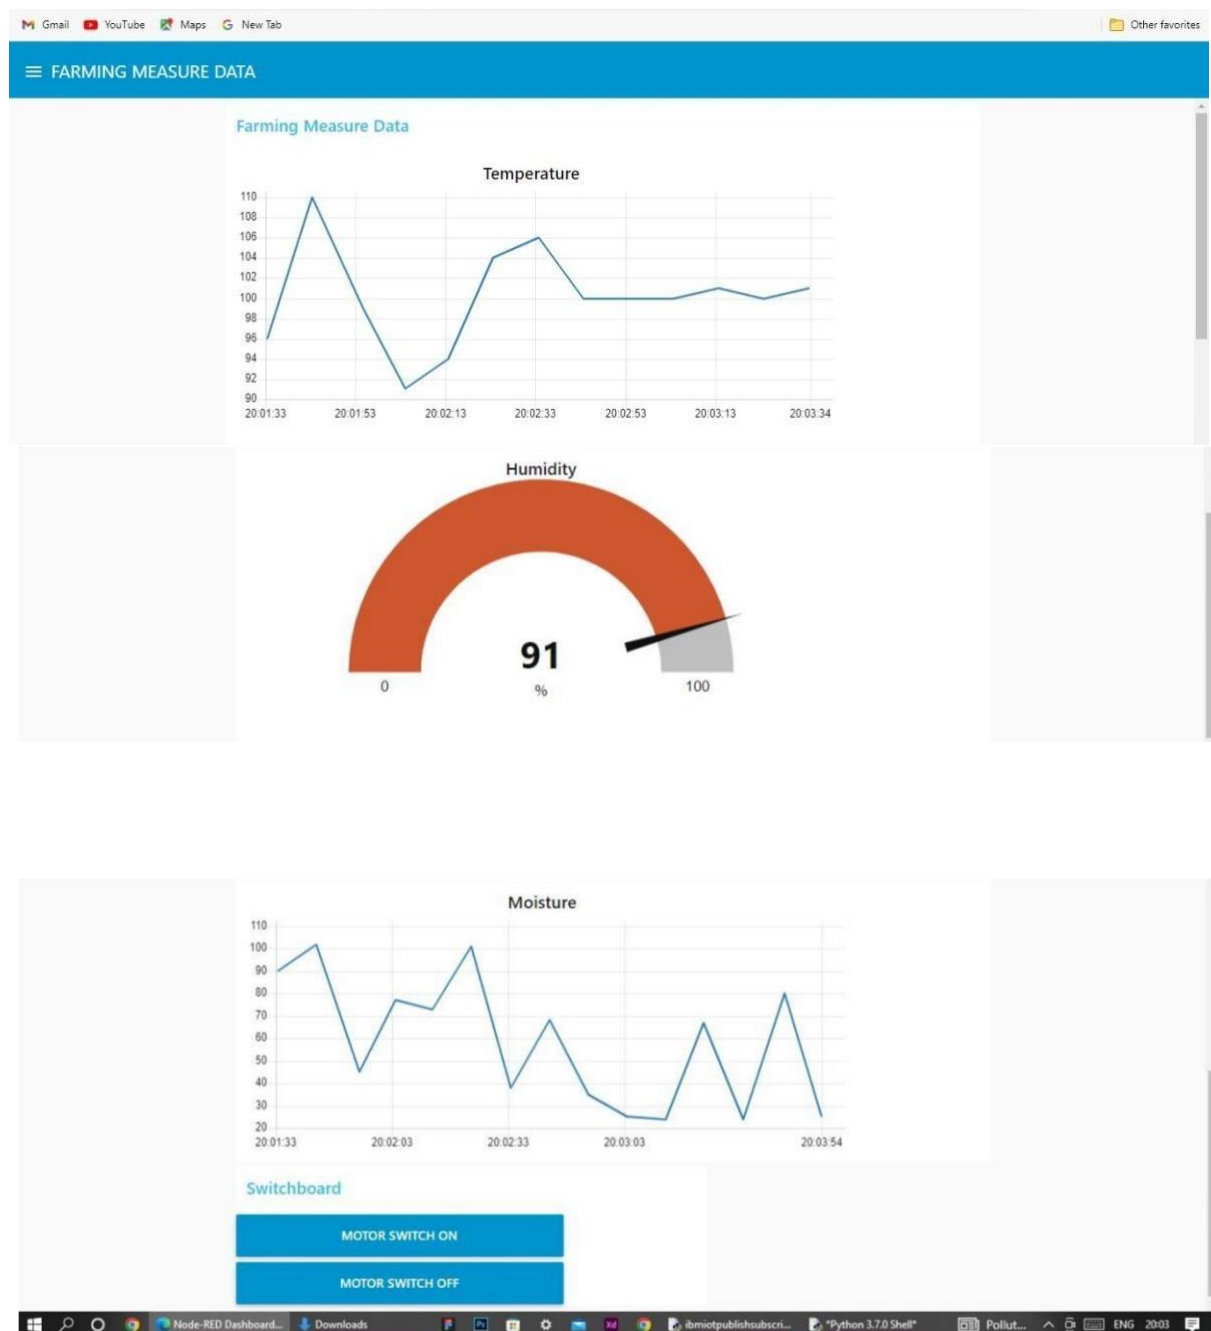 Gmail YouTube Maps New Tab Other favorites
FARMING MEASURE DATA
Farming Measure Data
Temperature
110
108
106
104
102
100
98
96
94
92
90
20:01:33 20:01:53 20:02:13 20:02:33 20:02:53 20:03:13 20:03:34
Humidity
91
%
0 100
Moisture
110
100
90
80
70
60
50
40
30
20
20:01:33 20:02:03 20:02:33 20:03:03 20:03:54
Switchboard
MOTOR SWITCH ON
MOTOR SWITCH OFF
Node-RED Dashboard... Downloads Ps Xd ibmiotpublishsubscri... *Python 3.7.0 Shell* Pollut... ENG 20:03